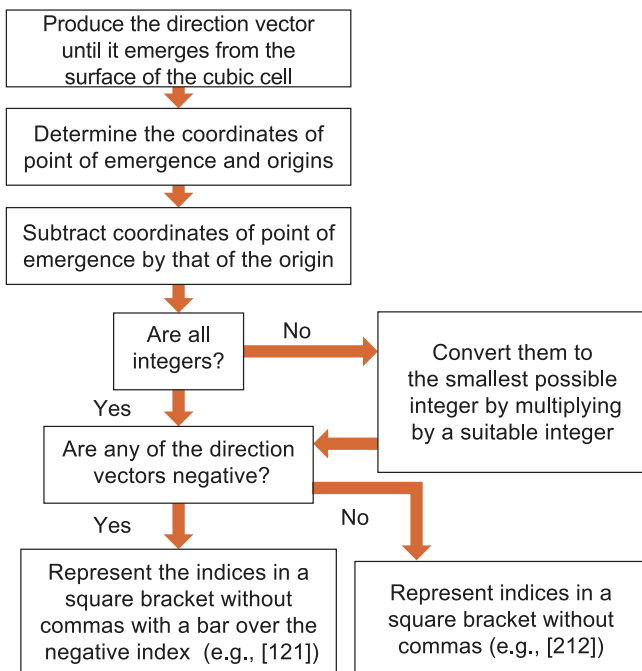 Produce the direction vector
until it emerges from the
surface of the cubic cell
Determine the coordinates of
point of emergence and origins
Subtract coordinates of point of
emergence by that of the origin
Are all
integers?
No
Convert them to
the smallest possible
integer by multiplying
by a suitable integer
Yes
Are any of the direction
vectors negative?
Yes
No
Represent the indices in a
square bracket without
commas with a bar over the
negative index (e.g., [121])
Represent indices in a
square bracket without
commas (e.g., [212])